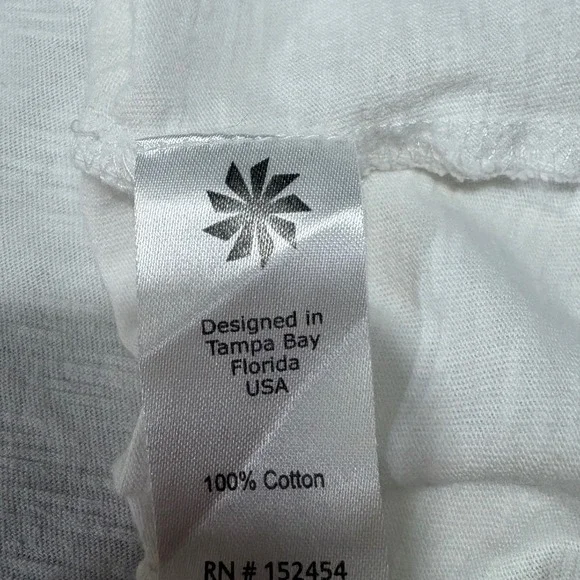 Designed in
Tampa Bay
Florida
USA
100% Cotton
RN # 152454